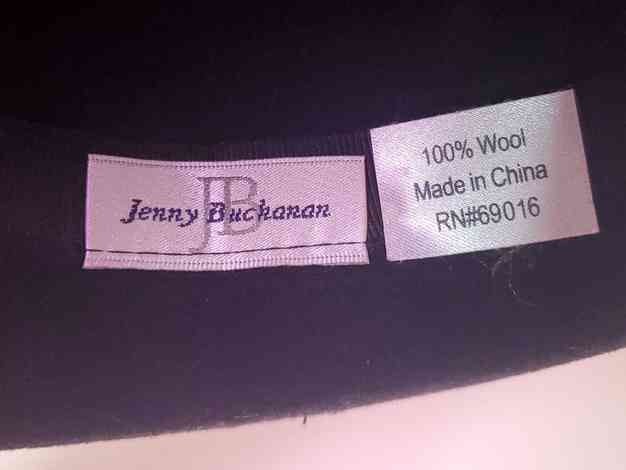 JB
Jenny Buchanan
100% Wool
Made in China
RN#69016